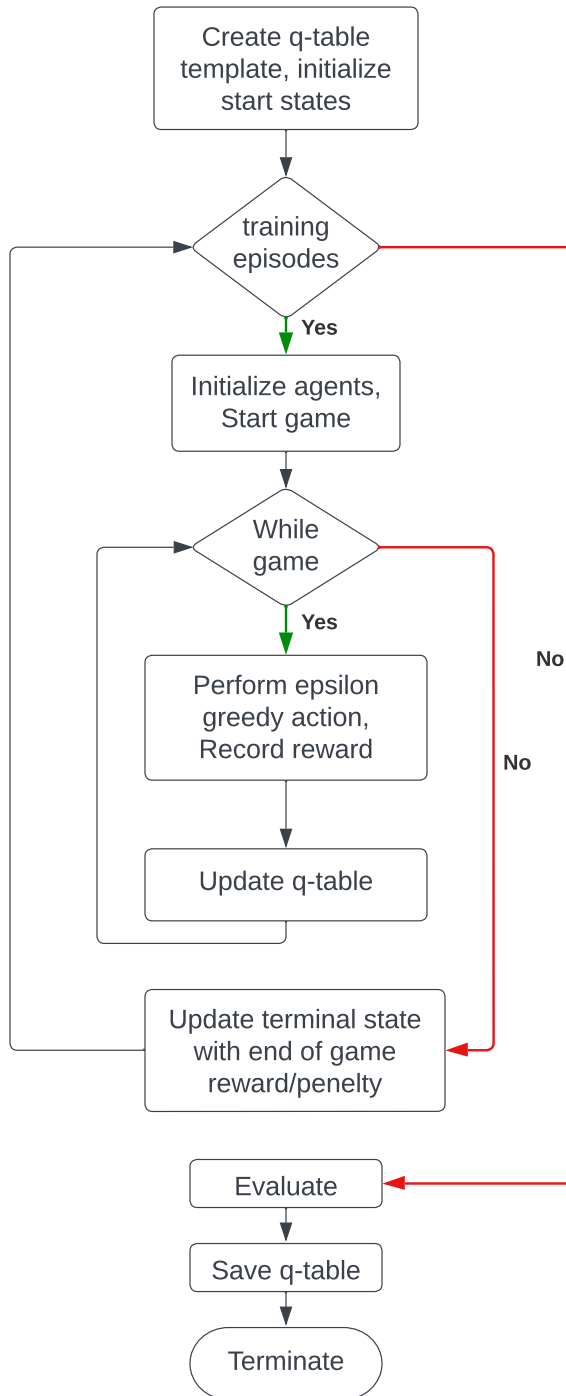 Create q-table
template, initialize
start states
training
episodes
Yes
Initialize agents,
Start game
While
game
Yes
Perform epsilon
greedy action,
Record reward
No
No
Update q-table
Update terminal state
with end of game
reward/penelty
Evaluate
Save q-table
Terminate